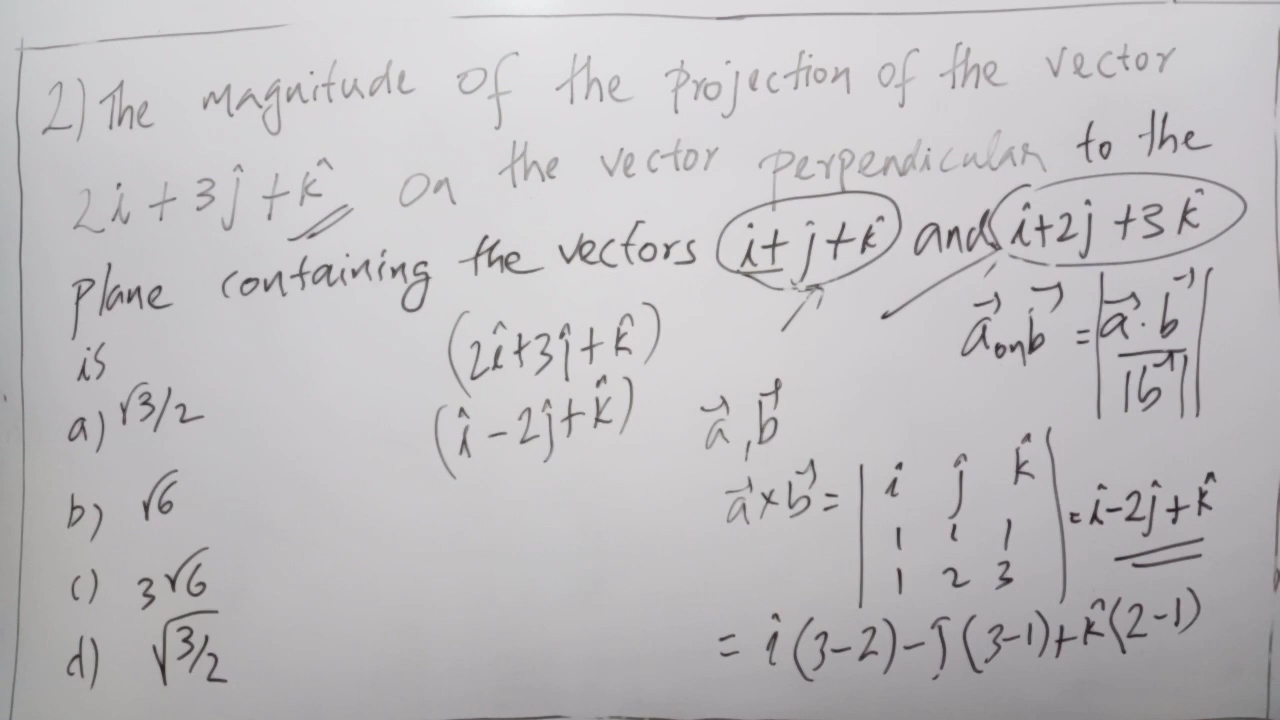 2) The magnitude of the projection of the vector
2i + 3ĵ + k̂ on the vector perpendicular to the
plane containing the vectors î + ĵ + k̂ and î + 2ĵ + 3k̂
is
a) √3/2
b) √6
c) 3√6
d) √(3/2)
(2î + 3ĵ + k̂)
(î - 2ĵ + k̂)
a⃗ on b⃗ = | a⃗ · b⃗ / |b⃗| |
a⃗, b⃗
a⃗ × b⃗ = | î ĵ k̂ | = î - 2ĵ + k̂
1 1 1
1 2 3
= î (3-2) - ĵ (3-1) + k̂ (2-1)